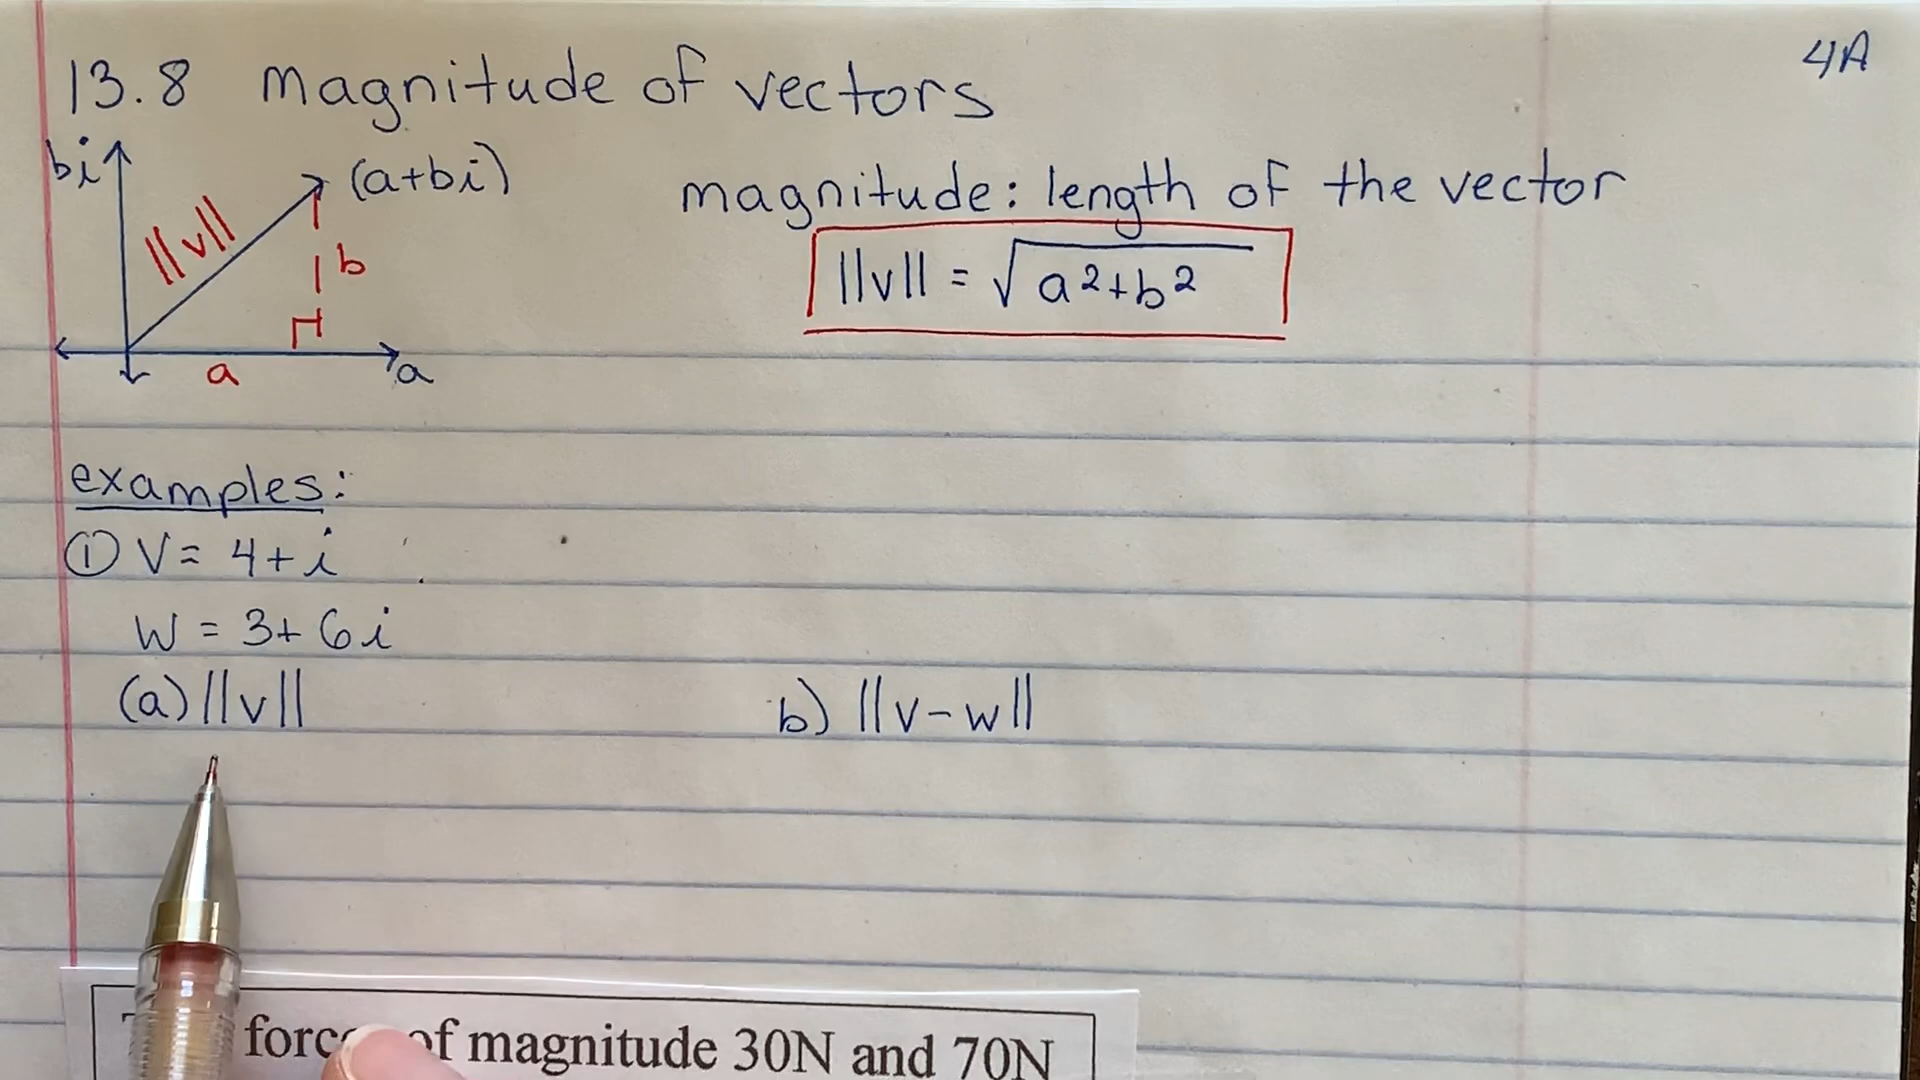 4A
13.8 magnitude of vectors
bi
(a+bi)
||v||
b
a
a
magnitude: length of the vector
||v|| = √a²+b²
examples:
① V = 4+i
W = 3+6i
(a) ||v||
b) ||v-w||
of magnitude 30N and 70N